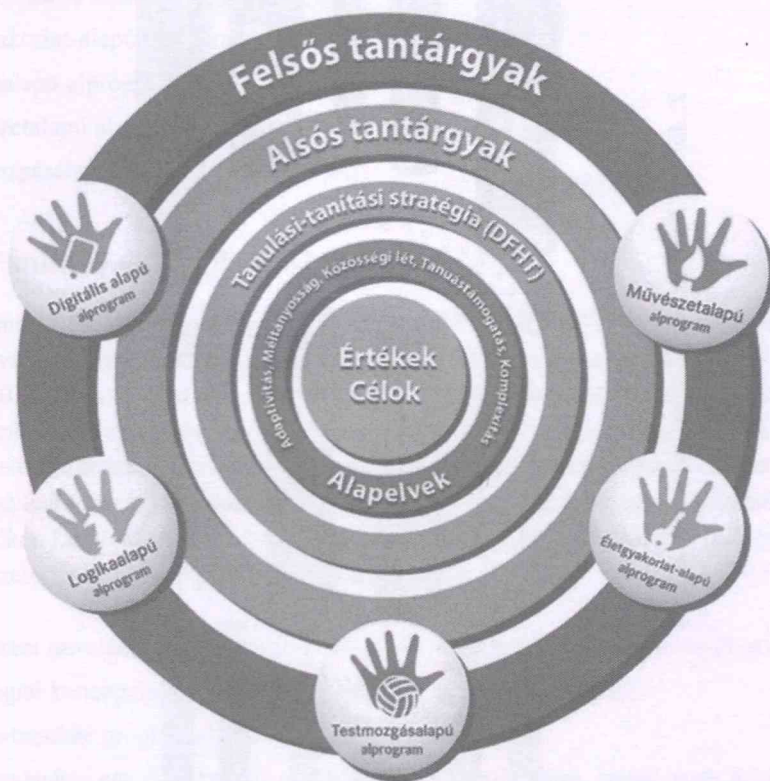 Felsős tantárgyak
Alsós tantárgyak
Tanulási-tanítási stratégia (DFHT)
Adaptivitás, Méltányosság, Közösségi lét, Tanuástámogatás, Komplexitás
Értékek
Célok
Alapelvek
Digitális alapú
alprogram
Művészetalapú
alprogram
Logikaalapú
alprogram
Életgyakorlat-alapú
alprogram
Testmozgásalapú
alprogram